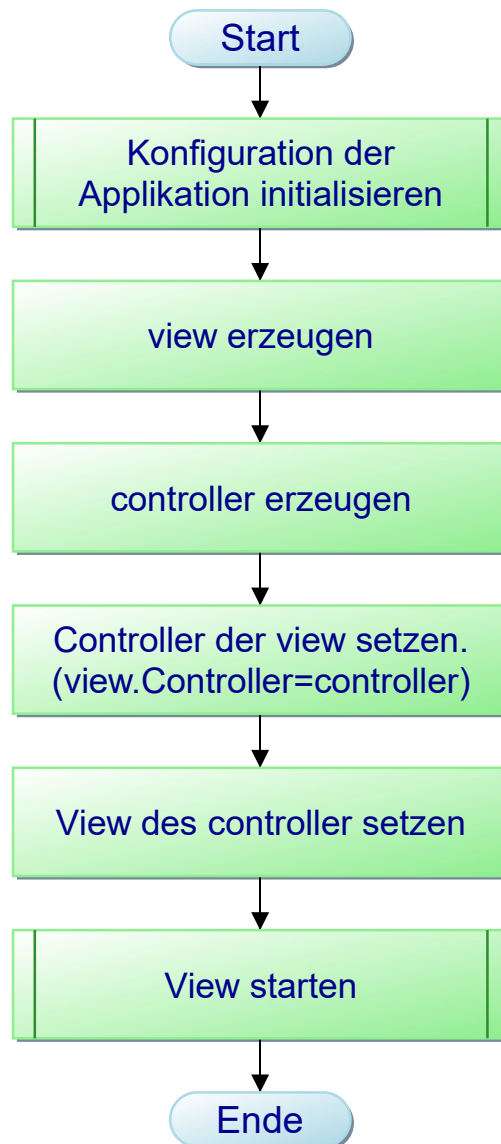 Start
Konfiguration der
Applikation initialisieren
view erzeugen
controller erzeugen
Controller der view setzen.
(view.Controller=controller)
View des controller setzen
View starten
Ende